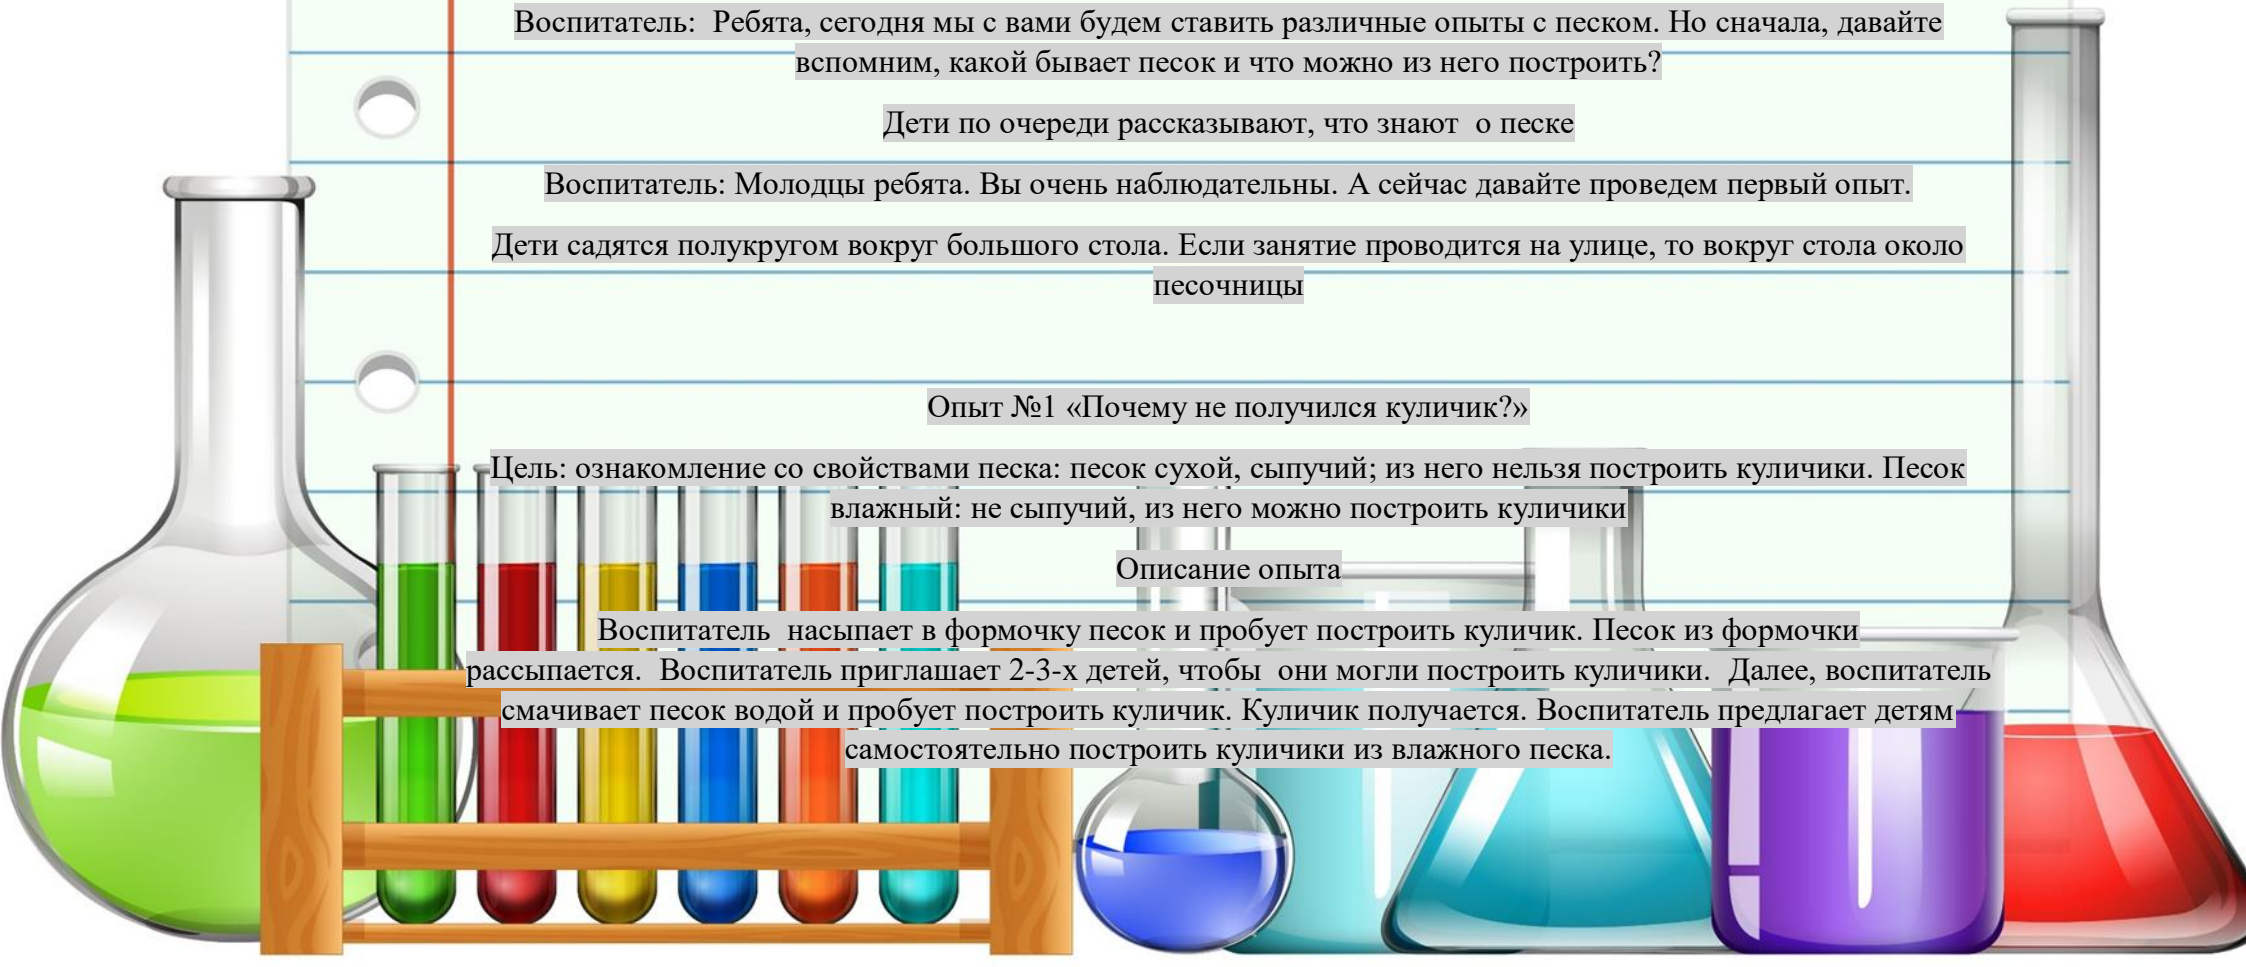 Воспитатель:  Ребята, сегодня мы с вами будем ставить различные опыты с песком. Но сначала, давайте
вспомним, какой бывает песок и что можно из него построить?
Дети по очереди рассказывают, что знают  о песке
Воспитатель: Молодцы ребята. Вы очень наблюдательны. А сейчас давайте проведем первый опыт.
Дети садятся полукругом вокруг большого стола. Если занятие проводится на улице, то вокруг стола около
песочницы
Опыт №1 «Почему не получился куличик?»
Цель: ознакомление со свойствами песка: песок сухой, сыпучий; из него нельзя построить куличики. Песок
влажный: не сыпучий, из него можно построить куличики
Описание опыта
Воспитатель  насыпает в формочку песок и пробует построить куличик. Песок из формочки
рассыпается.  Воспитатель приглашает 2-3-х детей, чтобы  они могли построить куличики.  Далее, воспитатель
смачивает песок водой и пробует построить куличик. Куличик получается. Воспитатель предлагает детям
самостоятельно построить куличики из влажного песка.